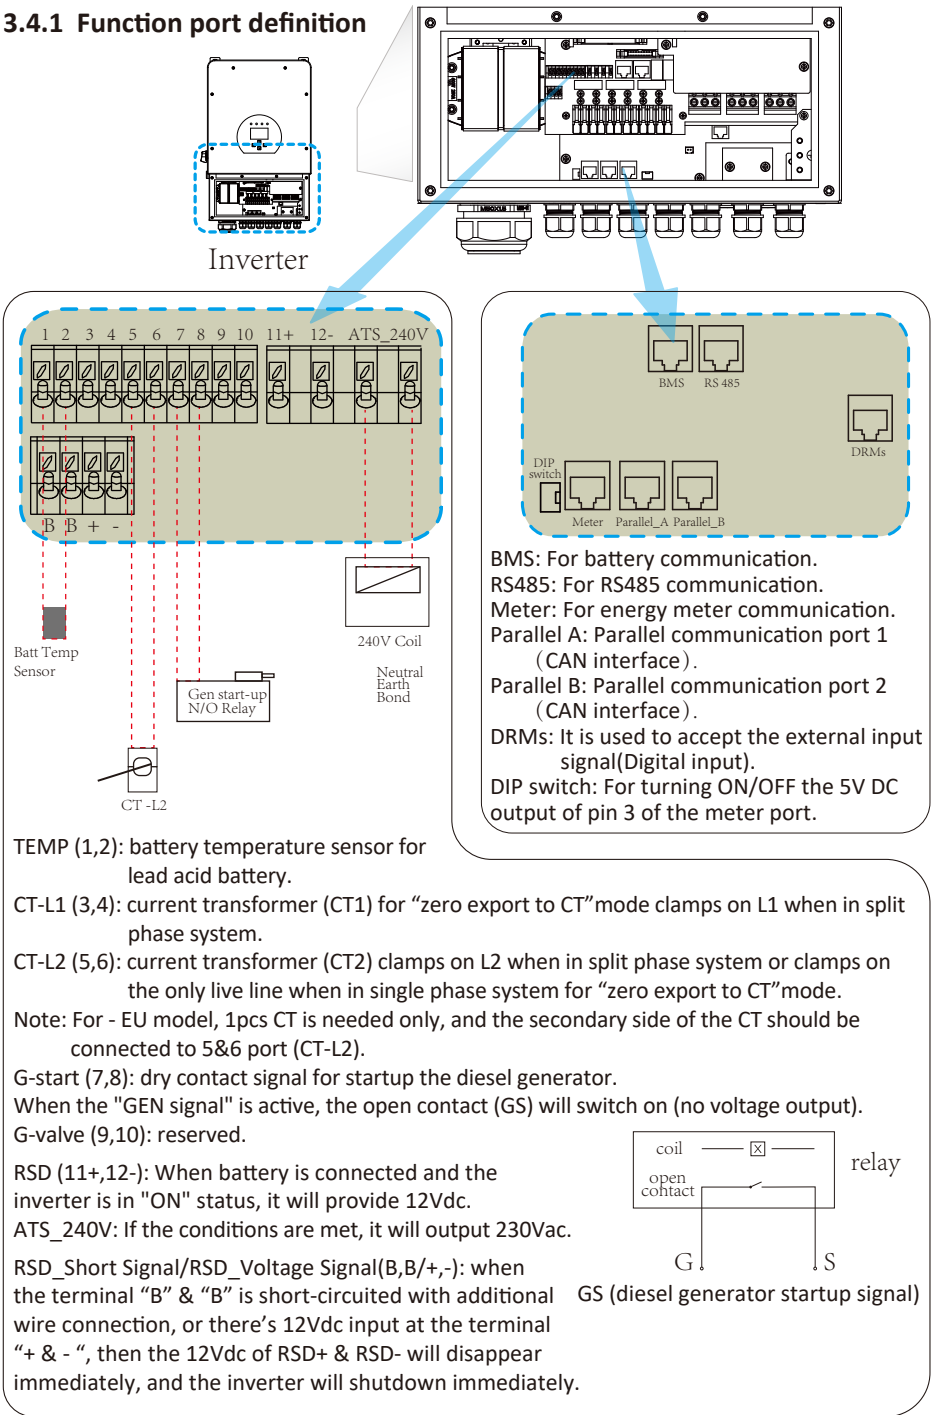 3.4.1 Function port definition
Inverter
1 2 3 4 5 6 7 8 9 10 11+ 12- ATS_240V
B B + -
Batt Temp
Sensor
240V Coil
Neutral
Earth
Bond
Gen start-up
N/O Relay
CT -L2
BMS
RS 485
DRMs
DIP
switch
Meter
Parallel_A
Parallel_B
BMS: For battery communication.
RS485: For RS485 communication.
Meter: For energy meter communication.
Parallel A: Parallel communication port 1
（CAN interface）.
Parallel B: Parallel communication port 2
（CAN interface）.
DRMs: It is used to accept the external input
signal(Digital input).
DIP switch: For turning ON/OFF the 5V DC
output of pin 3 of the meter port.
TEMP (1,2): battery temperature sensor for
lead acid battery.
CT-L1 (3,4): current transformer (CT1) for “zero export to CT”mode clamps on L1 when in split
phase system.
CT-L2 (5,6): current transformer (CT2) clamps on L2 when in split phase system or clamps on
the only live line when in single phase system for “zero export to CT”mode.
Note: For - EU model, 1pcs CT is needed only, and the secondary side of the CT should be
connected to 5&6 port (CT-L2).
G-start (7,8): dry contact signal for startup the diesel generator.
When the "GEN signal" is active, the open contact (GS) will switch on (no voltage output).
G-valve (9,10): reserved.
RSD (11+,12-): When battery is connected and the
inverter is in "ON" status, it will provide 12Vdc.
ATS_240V: If the conditions are met, it will output 230Vac.
RSD_Short Signal/RSD_Voltage Signal(B,B/+,-): when
the terminal “B” & “B” is short-circuited with additional
wire connection, or there’s 12Vdc input at the terminal
“+ & - “, then the 12Vdc of RSD+ & RSD- will disappear
immediately, and the inverter will shutdown immediately.
coil
X
relay
open
contact
G
S
GS (diesel generator startup signal)